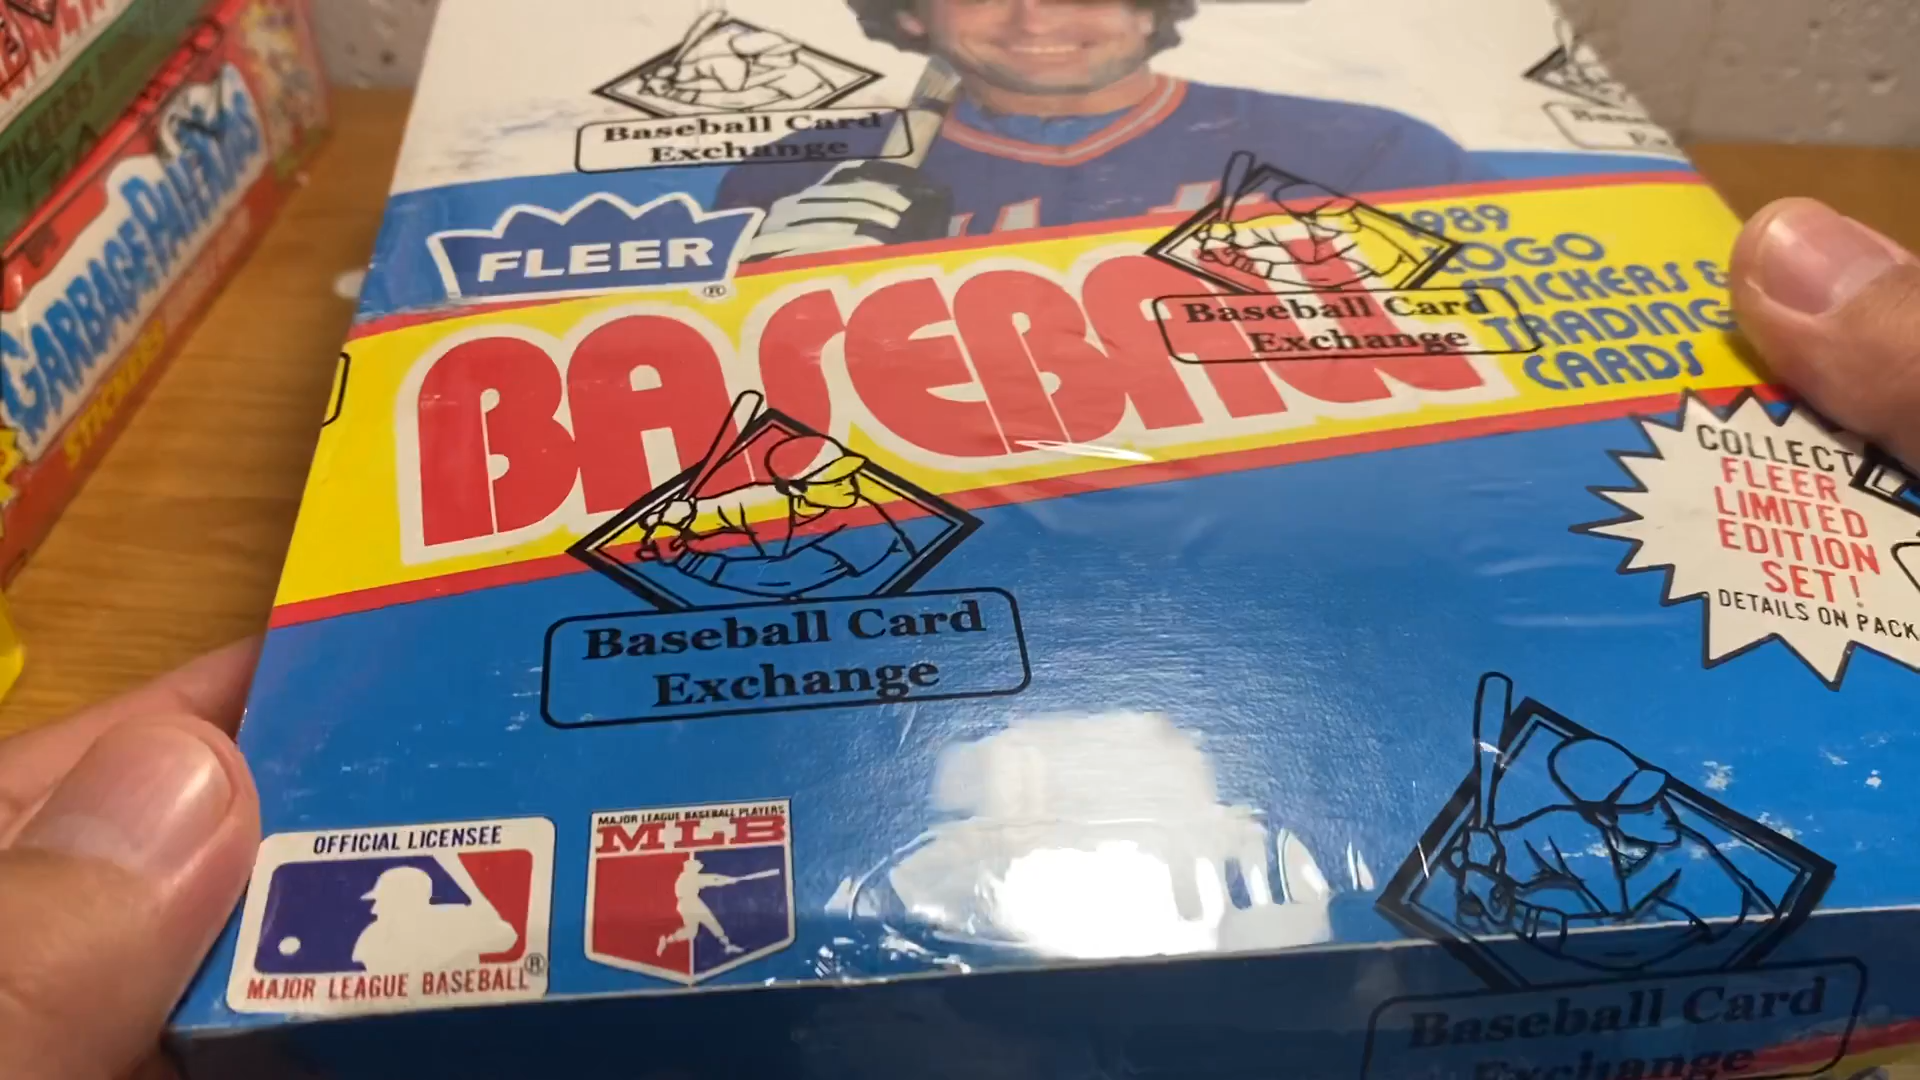 Baseball Card
Exchange
FLEER
®
BASEBALL
1989
LOGO
STICKERS &
TRADING
CARDS
Baseball Card
Exchange
COLLECT
FLEER
LIMITED
EDITION
SET!
DETAILS ON PACK
Baseball Card
Exchange
OFFICIAL LICENSEE
MAJOR LEAGUE BASEBALL®
MAJOR LEAGUE BASEBALL PLAYERS
MLB
Baseball Card
Exchange
GARBAGE PAIL KIDS
STICKERS